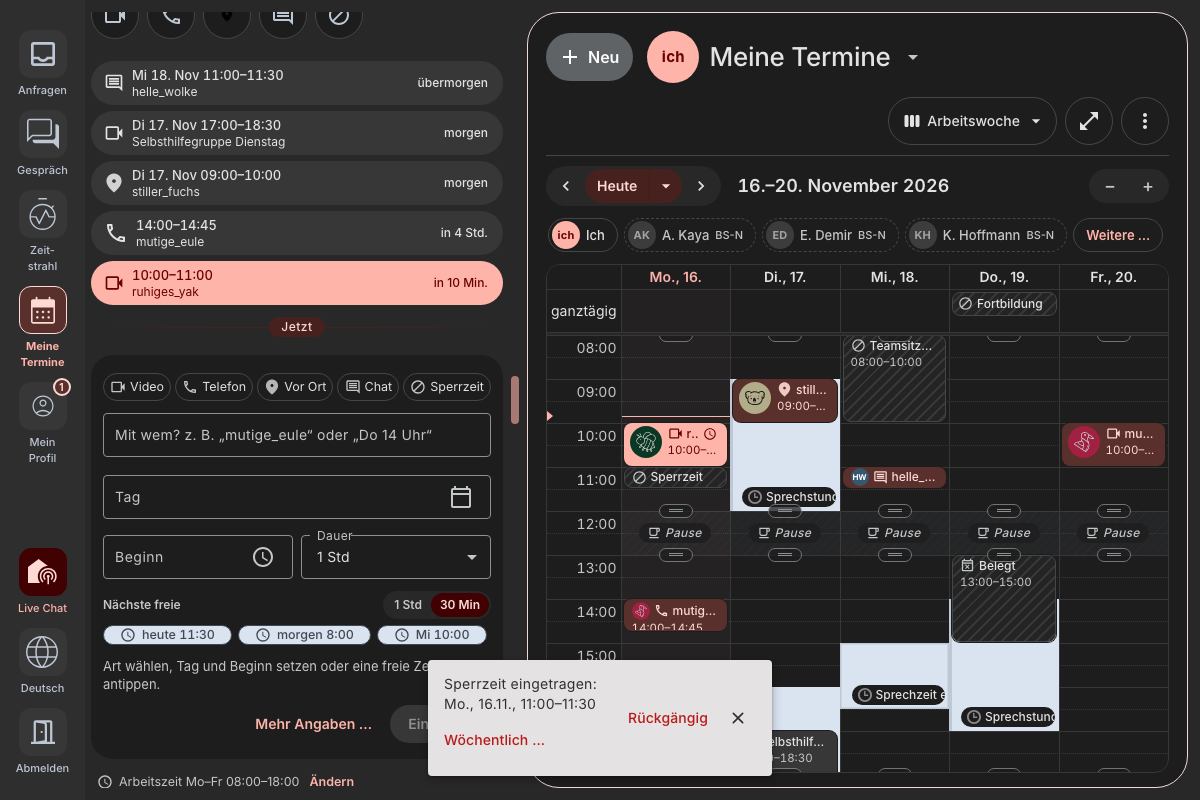 Anfragen
Gespräch
Zeit-
strahl
Meine
Termine
1
Mein
Profil
Live Chat
Deutsch
Abmelden
Mi 18. Nov 11:00–11:30
helle_wolke
übermorgen
Di 17. Nov 17:00–18:30
Selbsthilfegruppe Dienstag
morgen
Di 17. Nov 09:00–10:00
stiller_fuchs
morgen
14:00–14:45
mutige_eule
in 4 Std.
10:00–11:00
ruhiges_yak
in 10 Min.
Jetzt
Video
Telefon
Vor Ort
Chat
Sperrzeit
Mit wem? z. B. „mutige_eule“ oder „Do 14 Uhr“
Tag
Beginn
Dauer
1 Std
Nächste freie
1 Std
30 Min
heute 11:30
morgen 8:00
Mi 10:00
Art wählen, Tag und Beginn setzen oder eine freie
antippen.
Mehr Angaben ...
Arbeitszeit Mo–Fr 08:00–18:00
Ändern
Neu
ich
Meine Termine
Arbeitswoche
Heute
16.–20. November 2026
ich
Ich
AK
A. Kaya BS-N
ED
E. Demir BS-N
KH
K. Hoffmann BS-N
Weitere ...
Mo., 16.
Di., 17.
Mi., 18.
Do., 19.
Fr., 20.
ganztägig
Fortbildung
08:00
Teamsitz...
08:00–10:00
09:00
still...
09:00–...
10:00
r...
10:00–...
mu...
10:00–...
11:00
Sperrzeit
HW
helle_...
Sprechstund
12:00
Pause
Pause
Pause
Pause
Pause
13:00
Belegt
13:00–15:00
14:00
mutig...
14:00–14:45
15:00
Sprechzeit e
Sprechstund
elbsthilf...
–18:30
Sperrzeit eingetragen:
Mo., 16.11., 11:00–11:30
Rückgängig
Wöchentlich ...